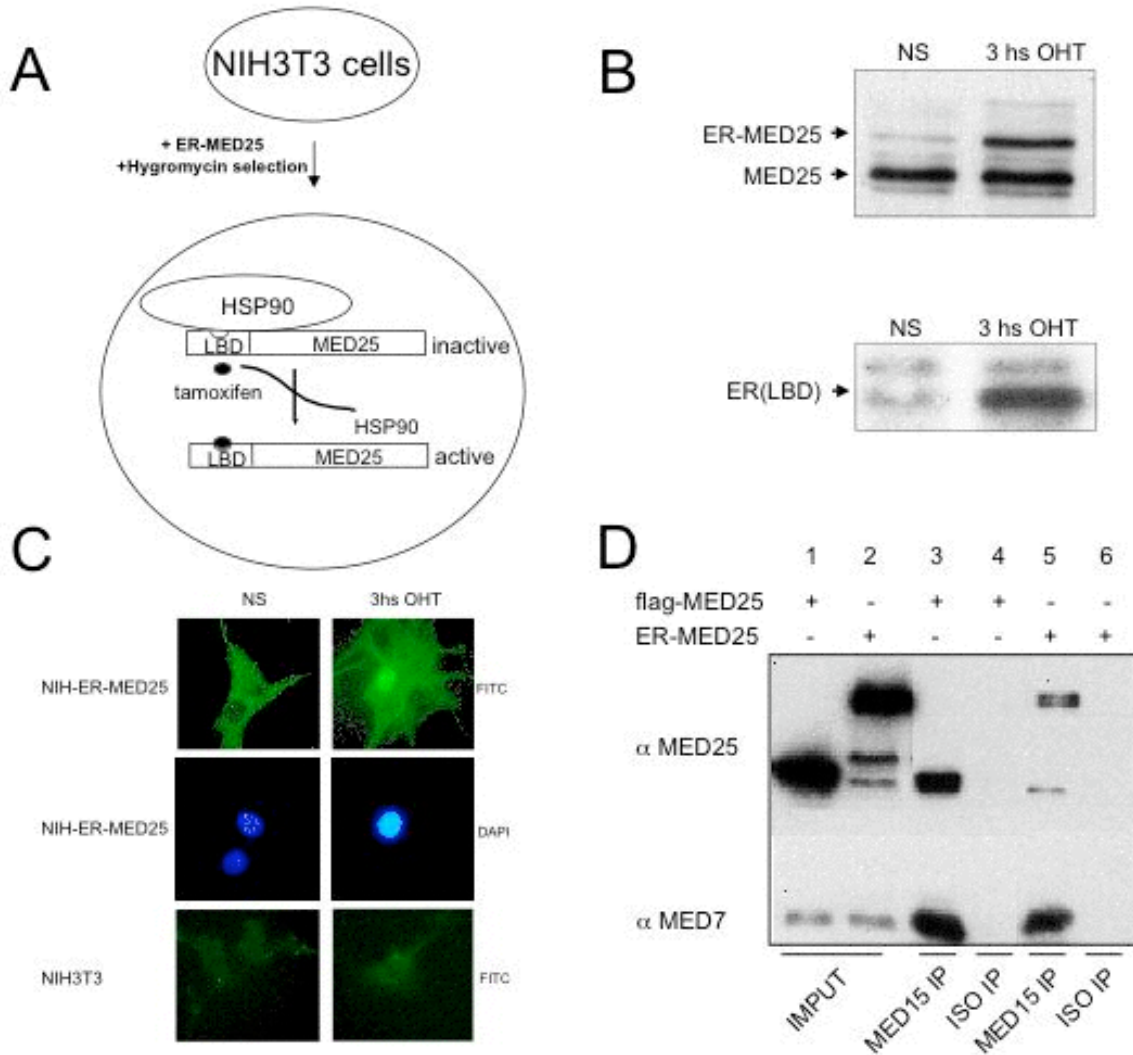 A
NIH3T3 cells
+ ER-MED25
+Hygromycin selection
HSP90
LBD MED25 inactive
tamoxifen
HSP90
LBD MED25 active
B
NS 3 hs OHT
ER-MED25
MED25
NS 3 hs OHT
ER(LBD)
C
NS 3hs OHT
NIH-ER-MED25 FITC
NIH-ER-MED25 DAPI
NIH3T3 FITC
D
1 2 3 4 5 6
flag-MED25 + - + + - -
ER-MED25 - + - - + +
α MED25
α MED7
IMPUT MED15 IP ISO IP MED15 IP ISO IP